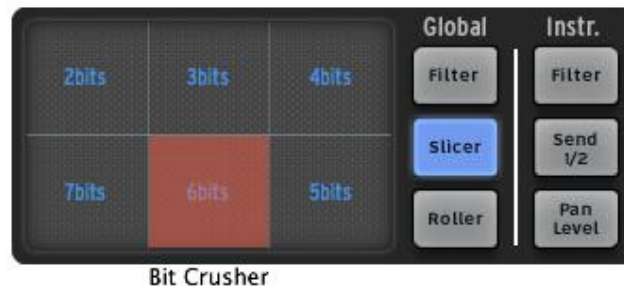 Global Instr.
2bits 3bits 4bits Filter Filter
Slicer Send 1/2
7bits 6bits 5bits Roller Pan Level
Bit Crusher